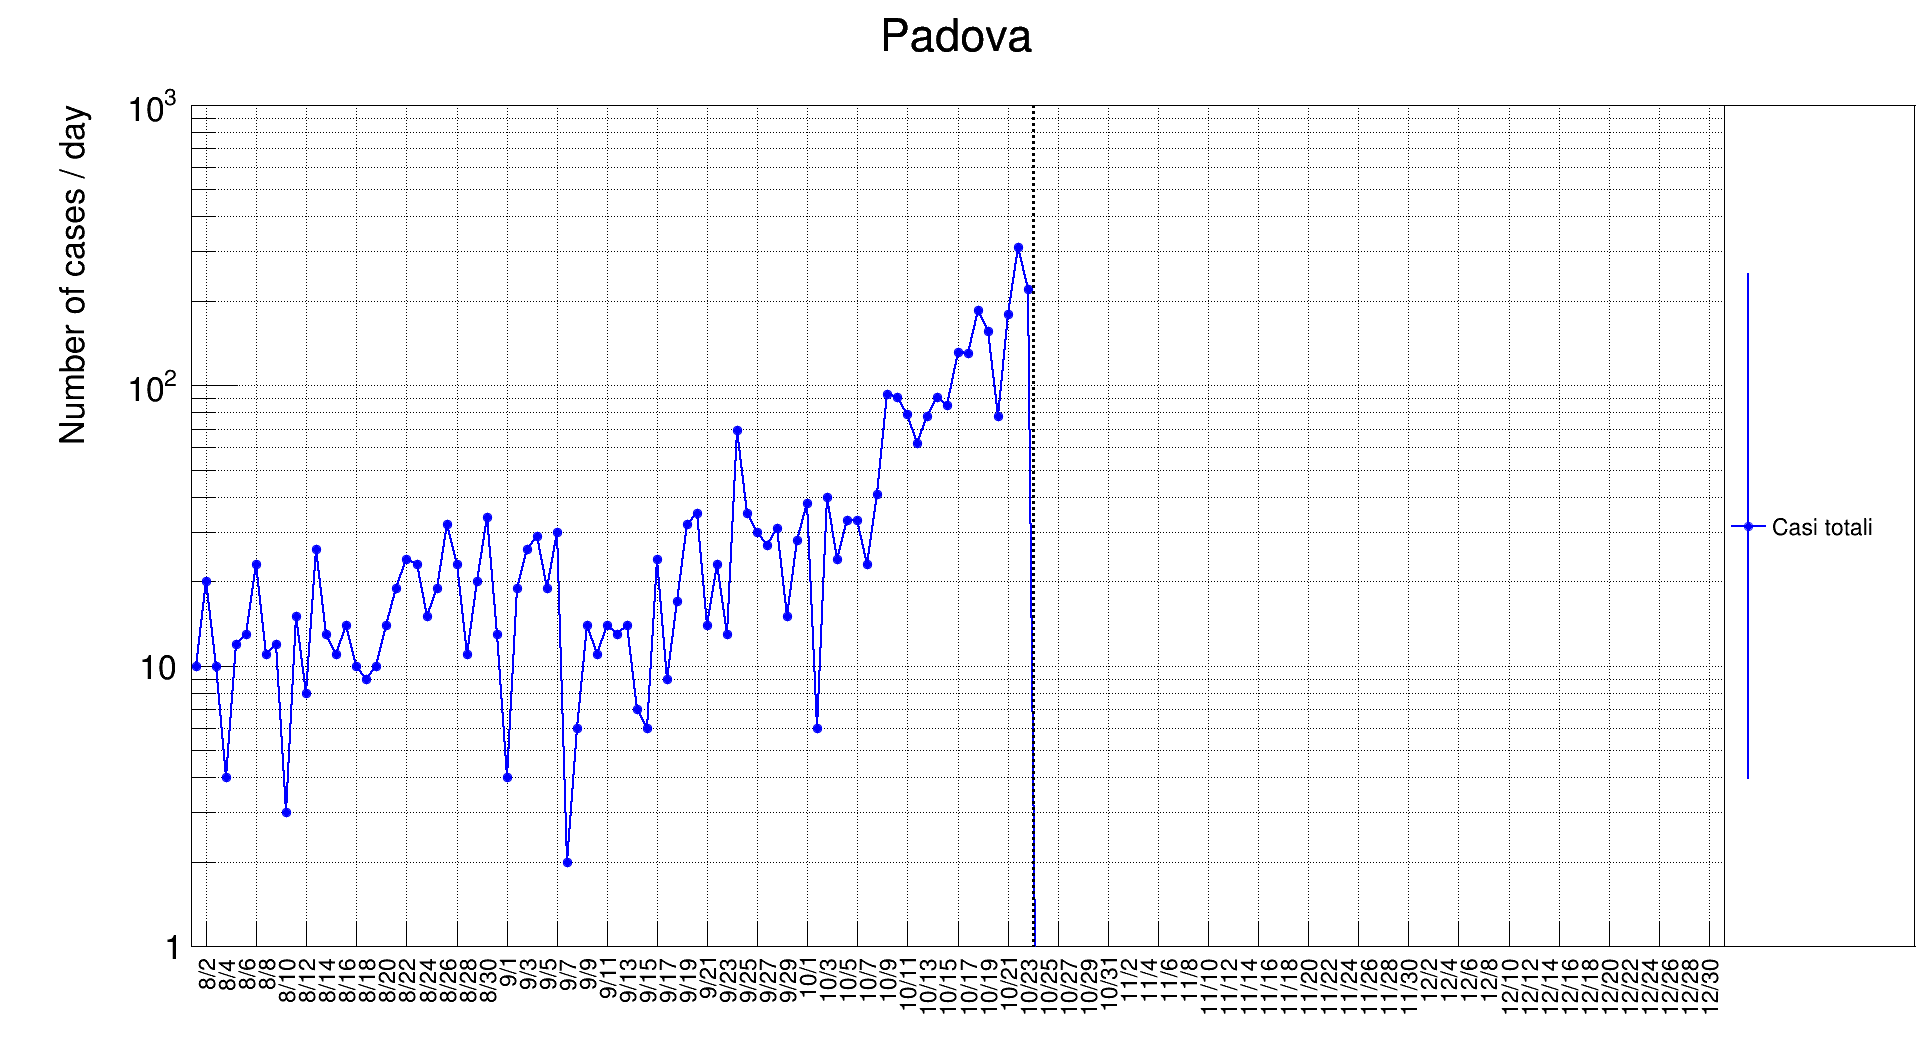 Padova
Number of cases / day
10³
10²
10
1
8/2 8/4 8/6 8/8 8/10 8/12 8/14 8/16 8/18 8/20 8/22 8/24 8/26 8/28 8/30 9/1 9/3 9/5 9/7 9/9 9/11 9/13 9/15 9/17 9/19 9/21 9/23 9/25 9/27 9/29 10/1 10/3 10/5 10/7 10/9 10/11 10/13 10/15 10/17 10/19 10/21 10/23 10/25 10/27 10/29 10/31 11/2 11/4 11/6 11/8 11/10 11/12 11/14 11/16 11/18 11/20 11/22 11/24 11/26 11/28 11/30 12/2 12/4 12/6 12/8 12/10 12/12 12/14 12/16 12/18 12/20 12/22 12/24 12/26 12/28 12/30
Casi totali